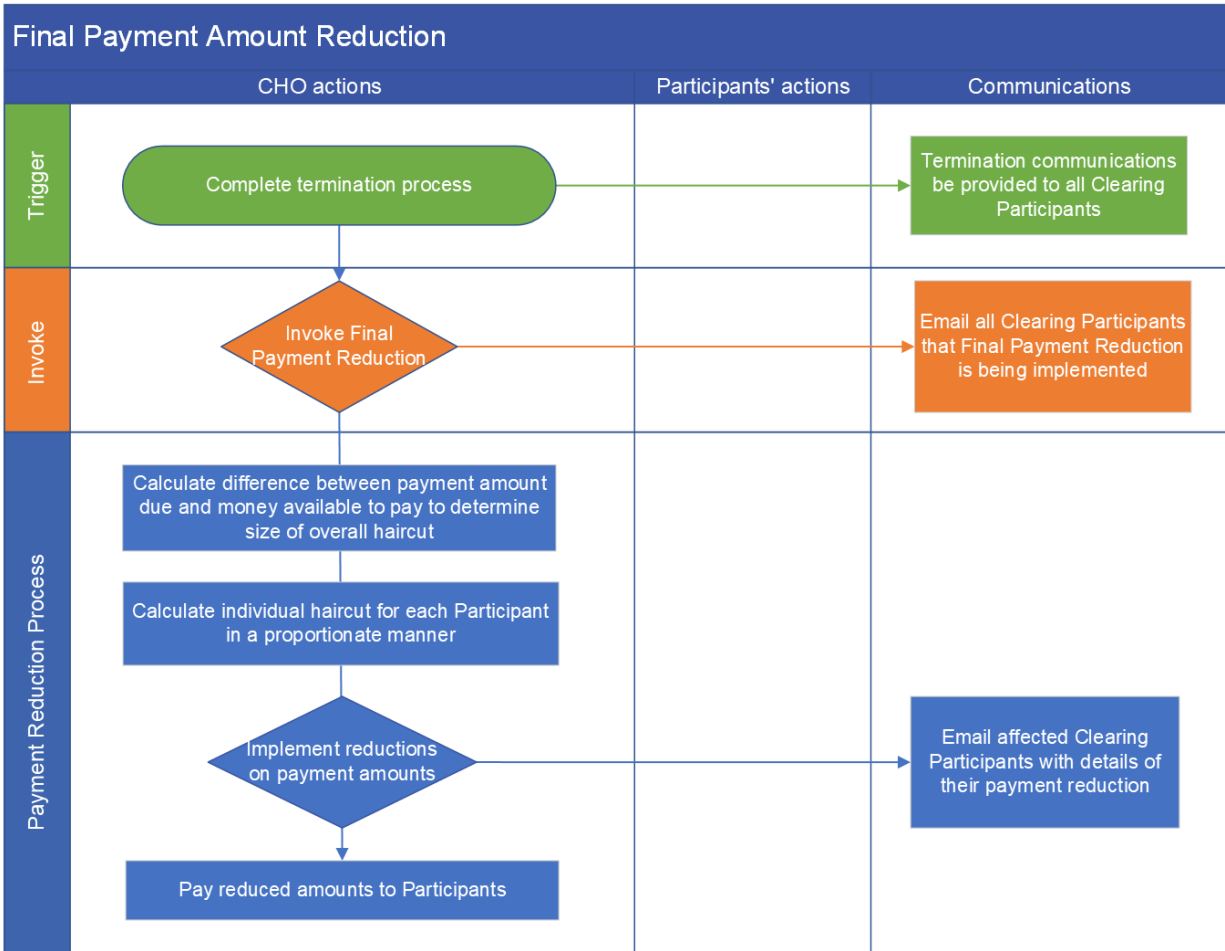 Final Payment Amount Reduction
CHO actions
Participants' actions
Communications
Trigger
Complete termination process
Termination communications
be provided to all Clearing
Participants
Invoke
Invoke Final
Payment Reduction
Email all Clearing Participants
that Final Payment Reduction
is being implemented
Payment Reduction Process
Calculate difference between payment amount
due and money available to pay to determine
size of overall haircut
Calculate individual haircut for each Participant
in a proportionate manner
Implement reductions
on payment amounts
Email affected Clearing
Participants with details of
their payment reduction
Pay reduced amounts to Participants